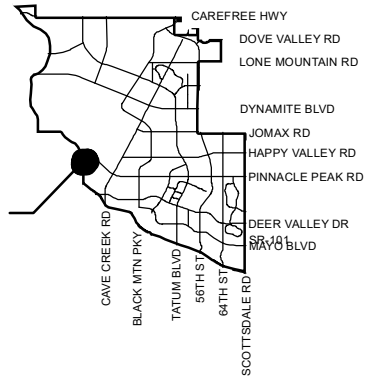 CAREFREE HWY
DOVE VALLEY RD
LONE MOUNTAIN RD
DYNAMITE BLVD
JOMAX RD
HAPPY VALLEY RD
PINNACLE PEAK RD
DEER VALLEY DR
SR-101
MAYO BLVD
CAVE CREEK RD
BLACK MTN PKY
TATUM BLVD
56TH ST
64TH ST
SCOTTSDALE RD